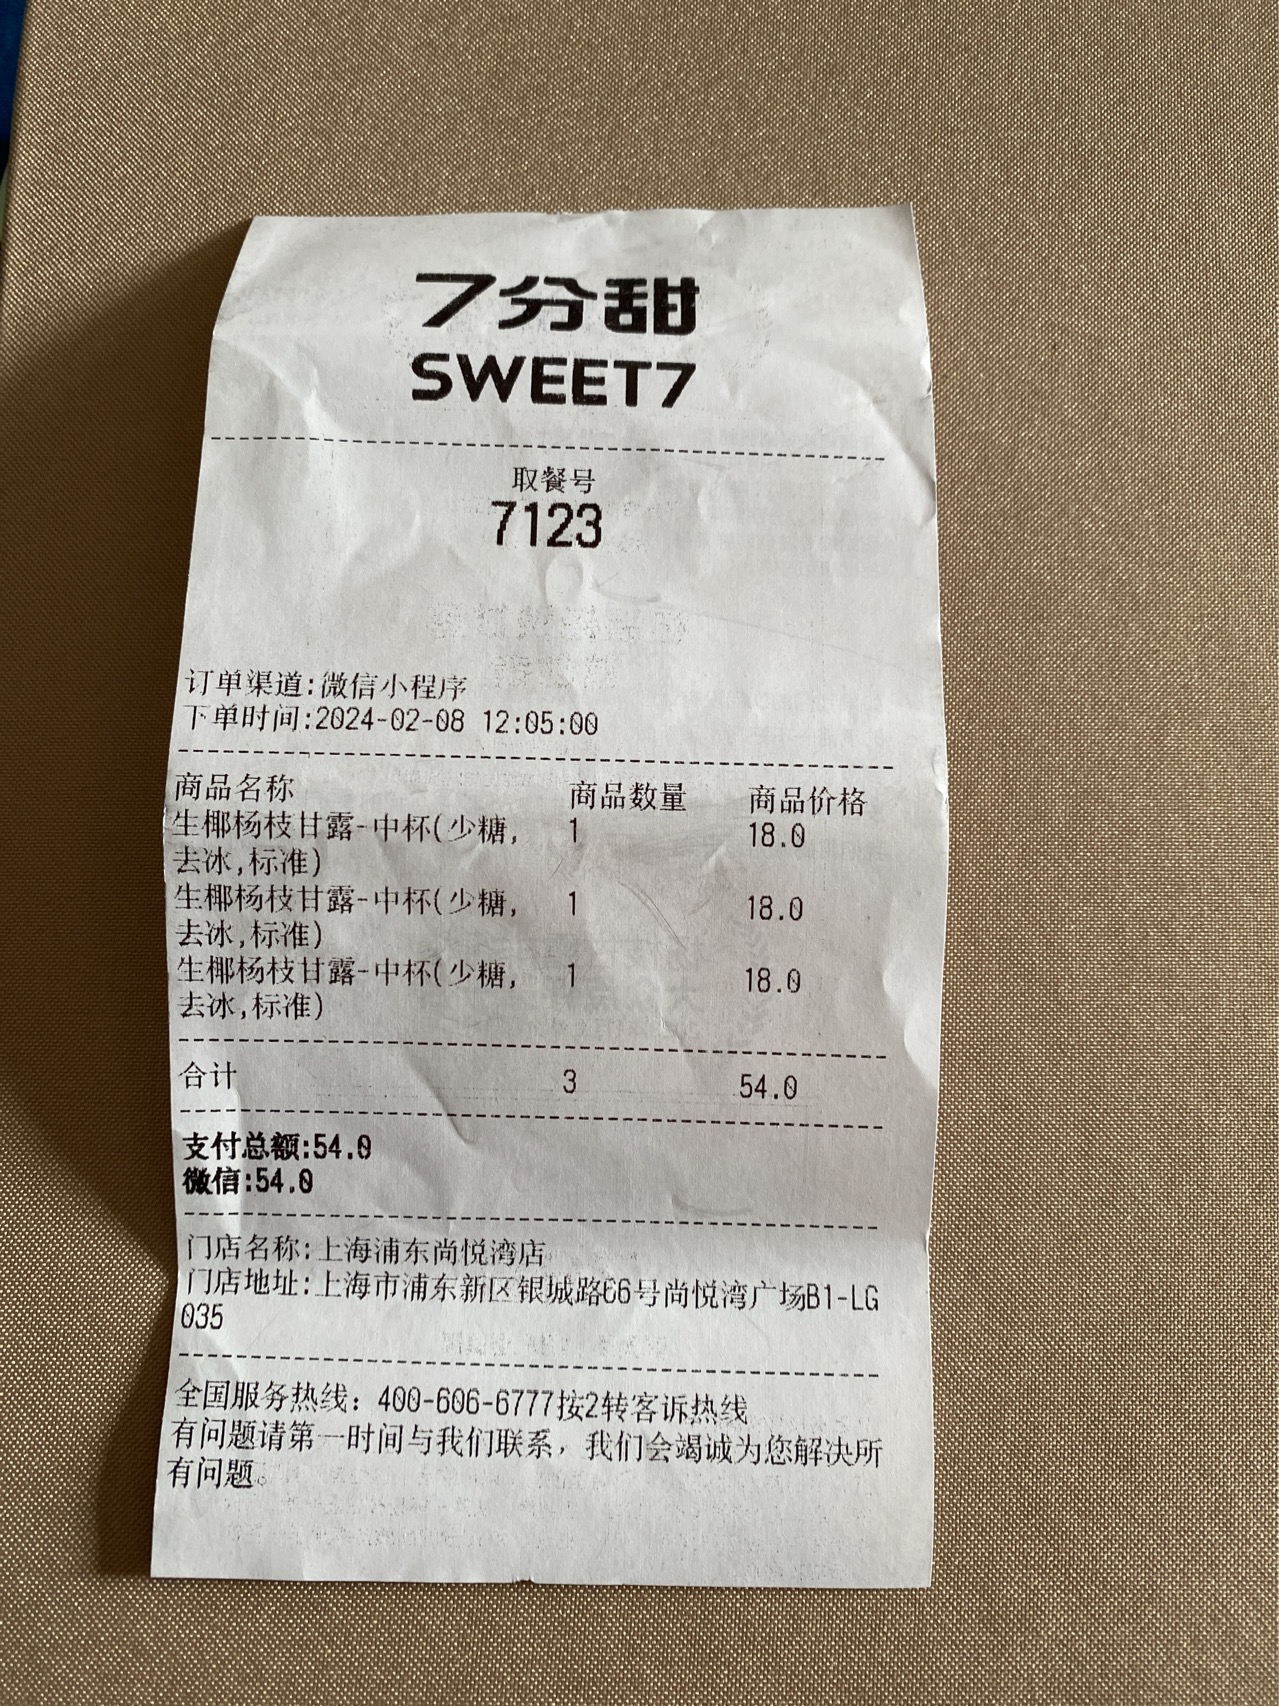 7分甜
SWEET7
取餐号
7123
订单渠道:微信小程序
下单时间:2024-02-08 12:05:00
商品名称 商品数量 商品价格
生椰杨枝甘露-中杯(少糖, 1 18.0
去冰,标准)
生椰杨枝甘露-中杯(少糖, 1 18.0
去冰,标准)
生椰杨枝甘露-中杯(少糖, 1 18.0
去冰,标准)
合计 3 54.0
支付总额:54.0
微信:54.0
门店名称:上海浦东尚悦湾店
门店地址:上海市浦东新区银城路66号尚悦湾广场B1-LG
035
全国服务热线：400-606-6777按2转客诉热线
有问题请第一时间与我们联系，我们会竭诚为您解决所
有问题。